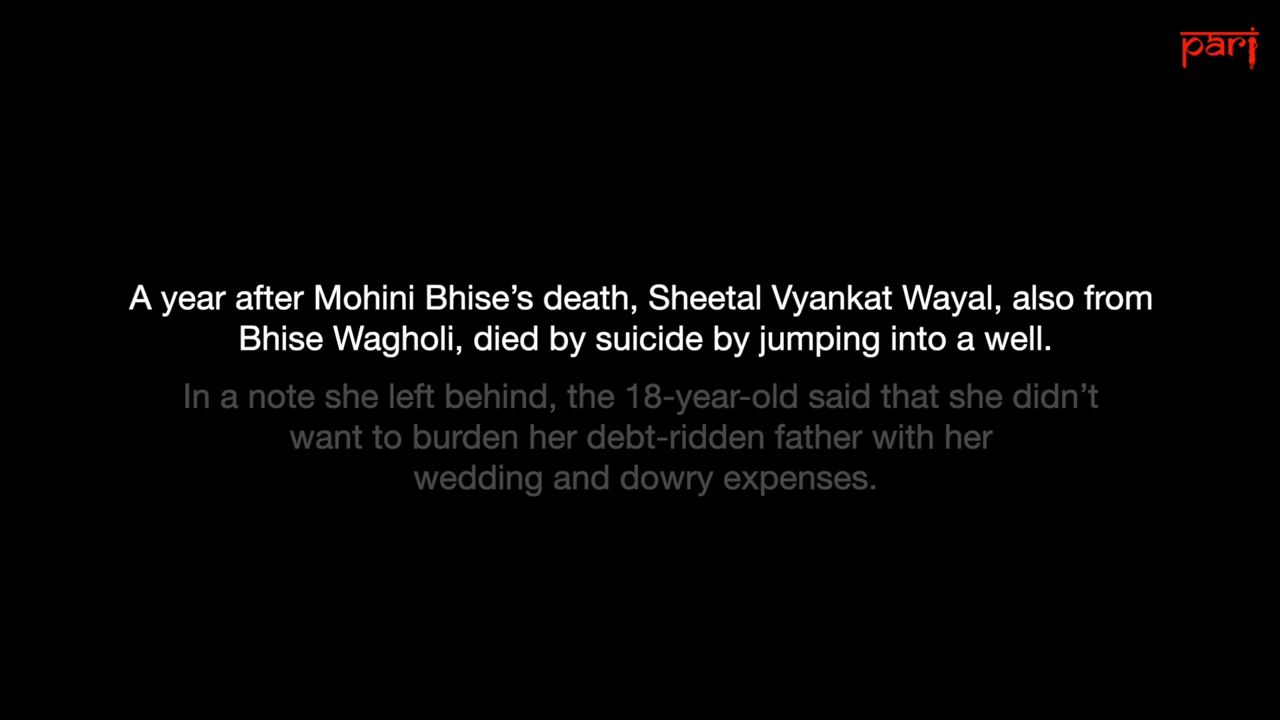 pari
A year after Mohini Bhise’s death, Sheetal Vyankat Wayal, also from
Bhise Wagholi, died by suicide by jumping into a well.
In a note she left behind, the 18-year-old said that she didn’t
want to burden her debt-ridden father with her
wedding and dowry expenses.